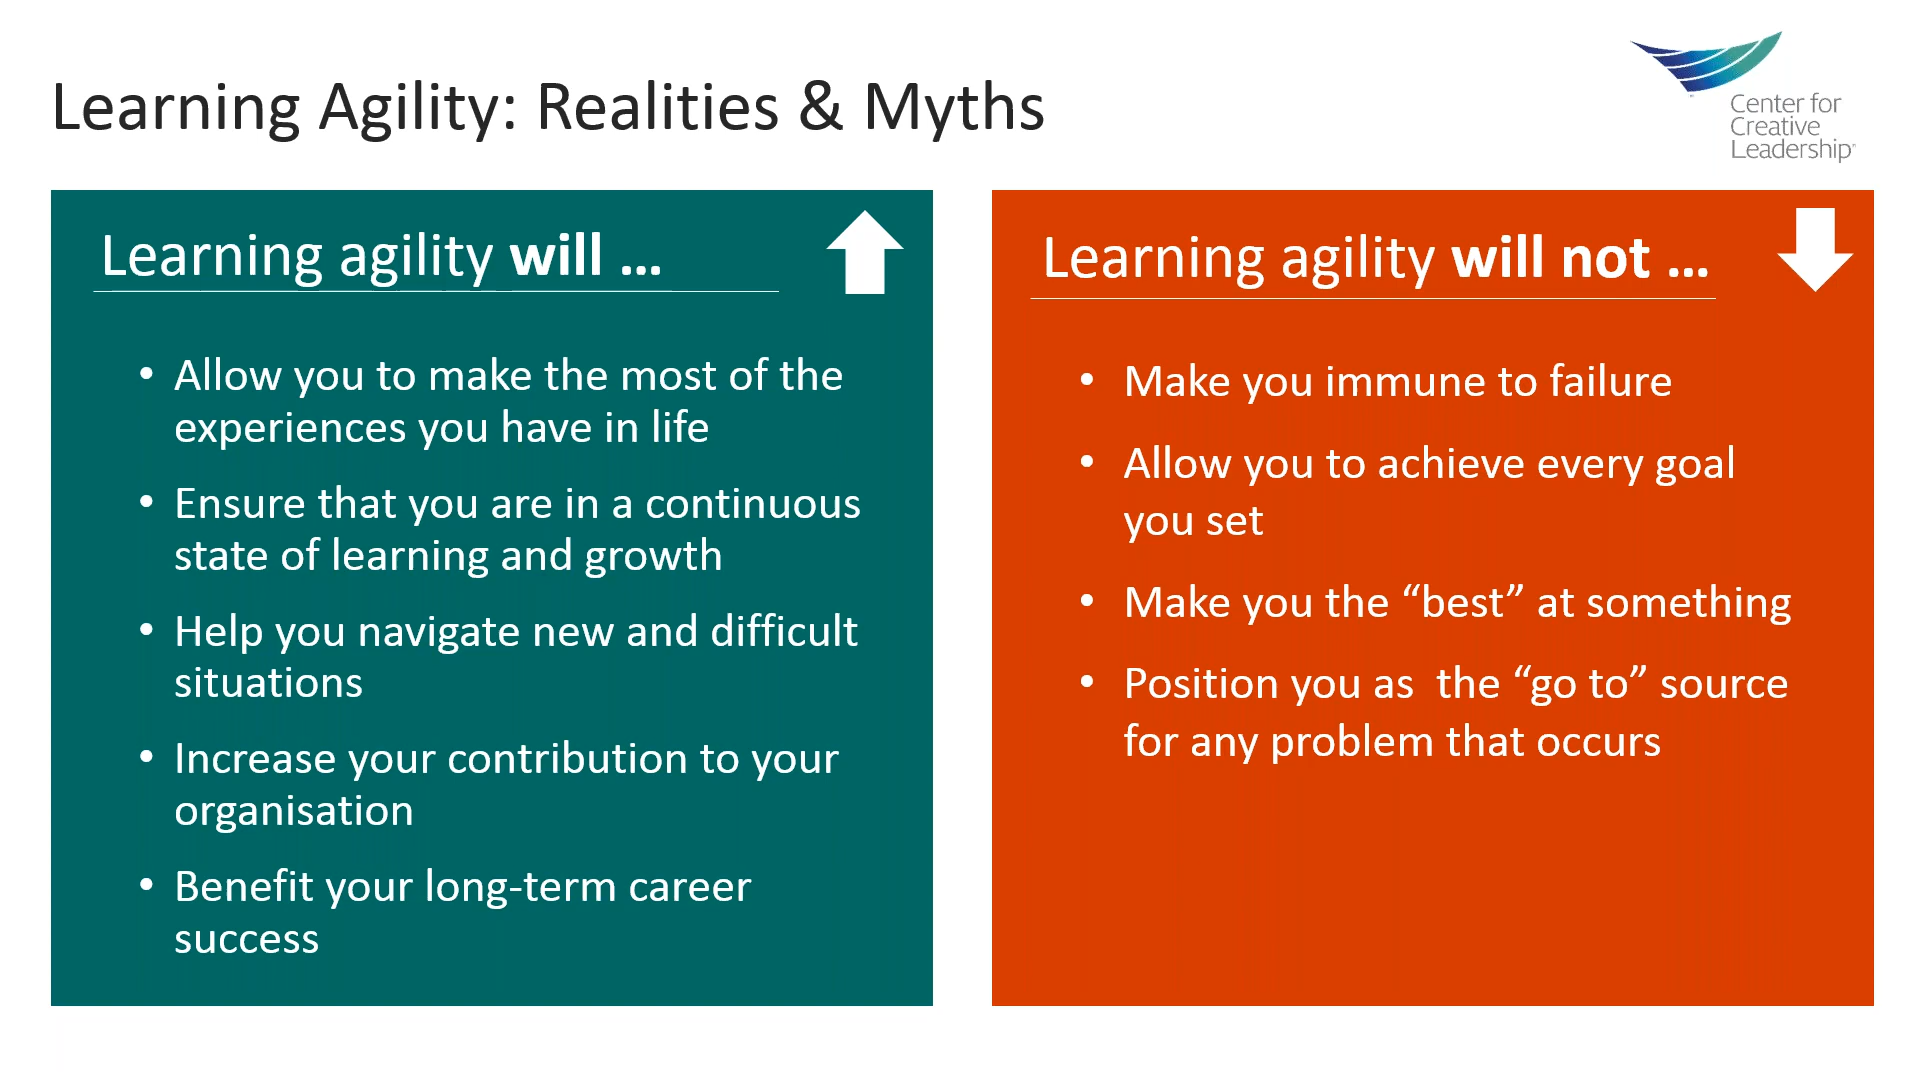 Learning Agility: Realities & Myths
Center for
Creative
Leadership
Learning agility will ...
• Allow you to make the most of the
experiences you have in life
• Ensure that you are in a continuous
state of learning and growth
• Help you navigate new and difficult
situations
• Increase your contribution to your
organisation
• Benefit your long-term career
success
Learning agility will not ...
• Make you immune to failure
• Allow you to achieve every goal
you set
• Make you the “best” at something
• Position you as  the “go to” source
for any problem that occurs